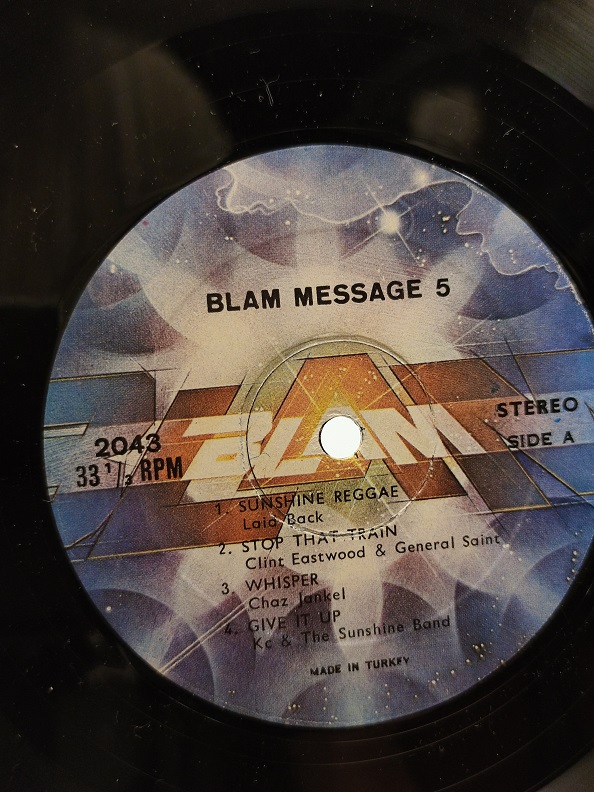 BLAM MESSAGE 5
BLAM
STEREO
SIDE A
2043
33 1/3 RPM
1. SUNSHINE REGGAE
Laid Back
2. STOP THAT TRAIN
Clint Eastwood & General Saint
3. WHISPER
Chaz Jankel
4. GIVE IT UP
Kc & The Sunshine Band
MADE IN TURKEY